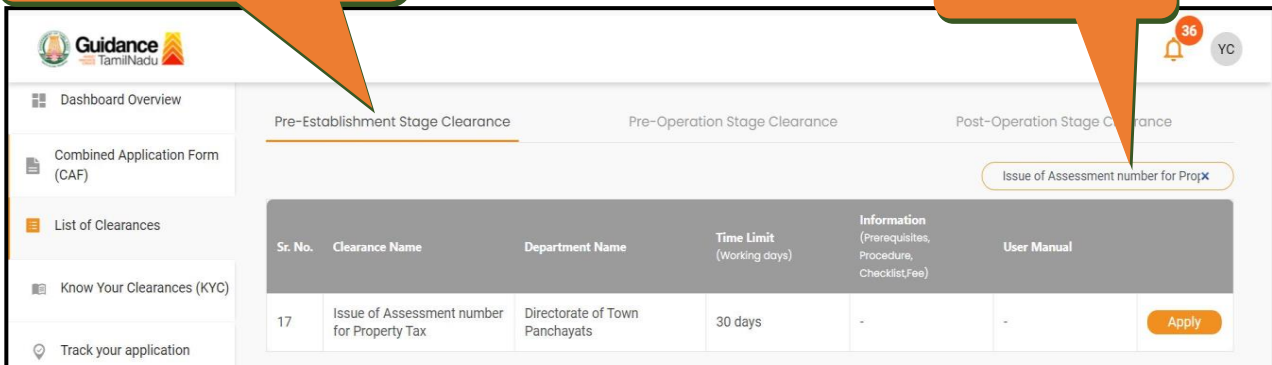 Guidance
TamilNadu
36
YC
Dashboard Overview
Combined Application Form
(CAF)
List of Clearances
Know Your Clearances (KYC)
Track your application
Pre-Establishment Stage Clearance
Pre-Operation Stage Clearance
Post-Operation Stage
Issue of Assessment number for Prop x
Sr. No.
Clearance Name
Department Name
Time Limit
(Working days)
Information
(Prerequisites,
Procedure,
Checklist,Fee)
User Manual
17
Issue of Assessment number
for Property Tax
Directorate of Town
Panchayats
30 days
-
-
Apply